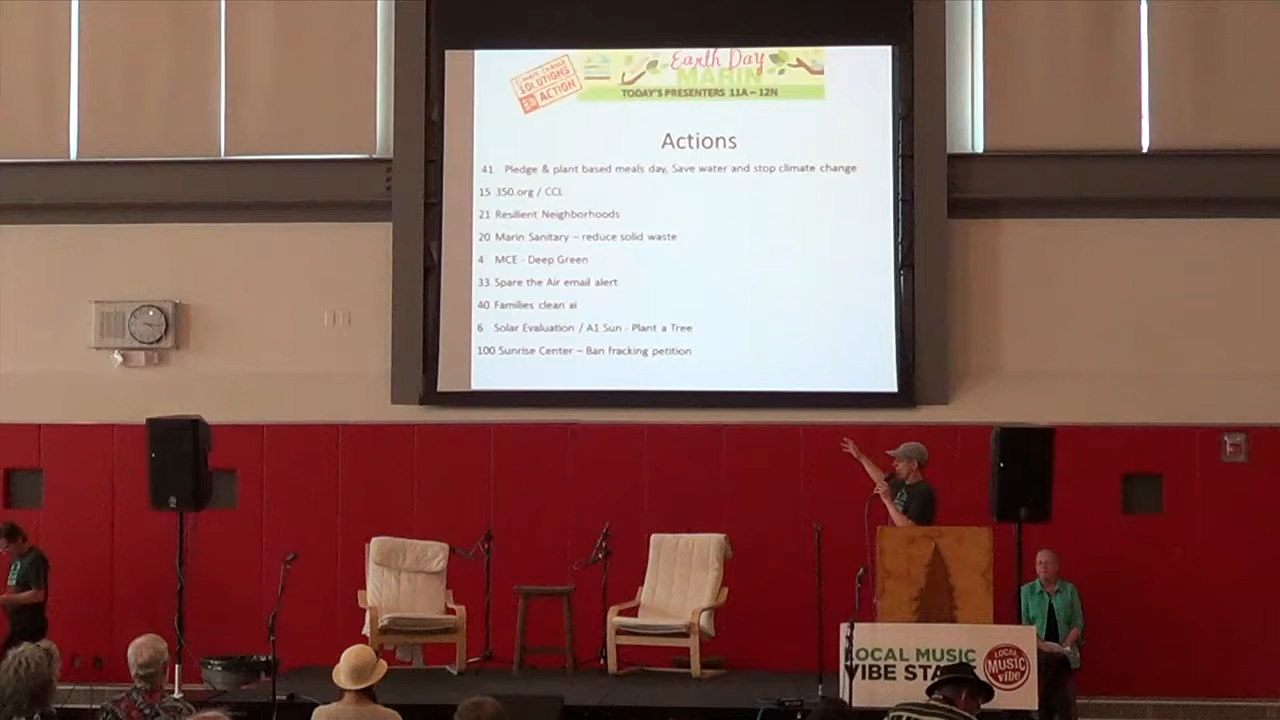 CLIMATE CHANGE
SOLUTIONS
ACTION
Earth Day
MARIN
TODAY'S PRESENTERS 11A – 12N
Actions
41 Pledge & plant based meals day, Save water and stop climate change
15 350.org / CCL
21 Resilient Neighborhoods
20 Marin Sanitary – reduce solid waste
4 MCE - Deep Green
33 Spare the Air email alert
40 Families clean ai
6 Solar Evaluation / A1 Sun - Plant a Tree
100 Sunrise Center – Ban fracking petition
LOCAL MUSIC
VIBE STA
LOCAL
MUSIC
VIBE